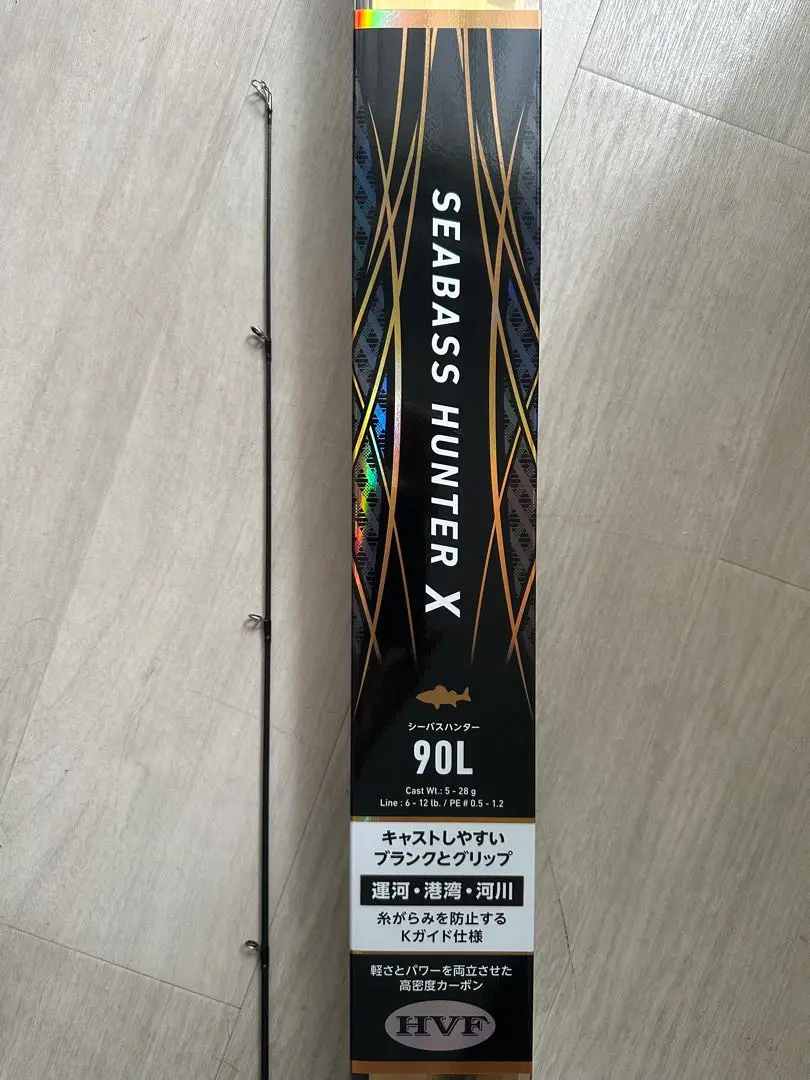 SEABASS HUNTER X
シーバスハンター
90L
Cast Wt.: 5 - 28 g
Line : 6 - 12 lb. / PE # 0.5 - 1.2
キャストしやすい
ブランクとグリップ
運河・港湾・河川
糸がらみを防止する
Kガイド仕様
軽さとパワーを両立させた
高密度カーボン
HVF